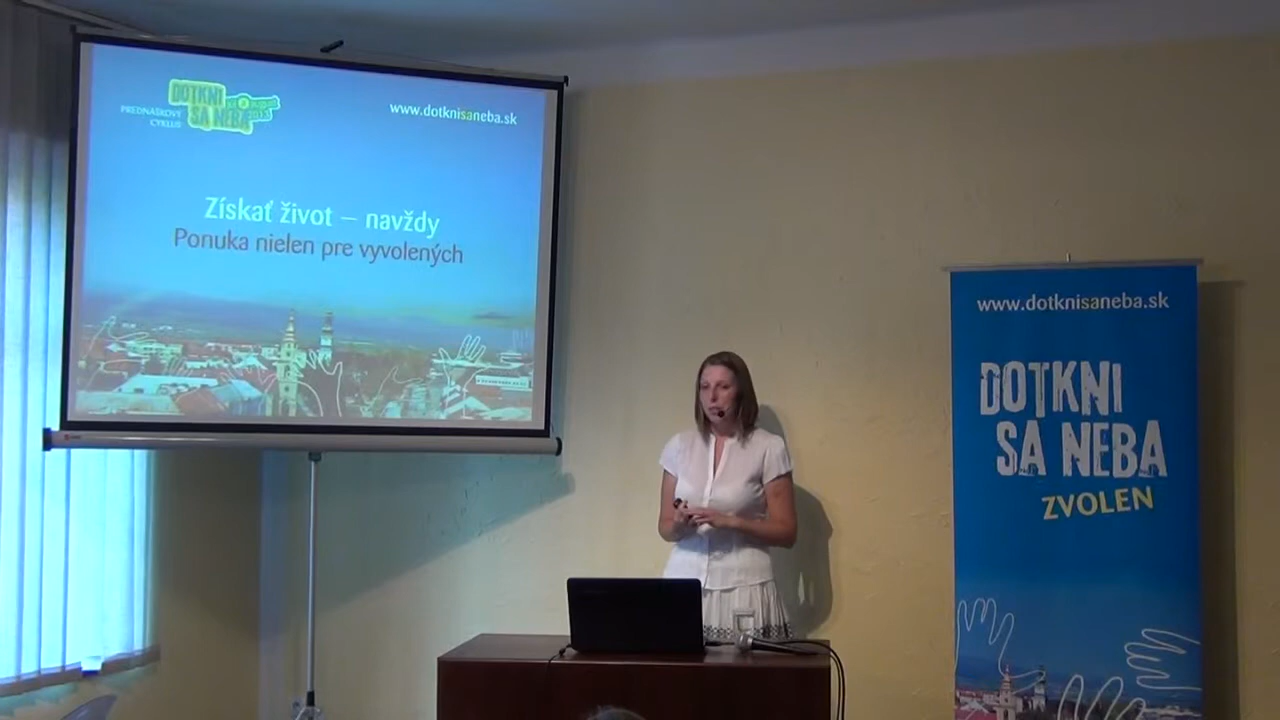 DOTKNI
SA NEBA
PREDNÁŠKOVÝ
CYKLUS
www.dotknisaneba.sk
Získať život – navždy
Ponuka nielen pre vyvolených
www.dotknisaneba.sk
DOTKNI
SA NEBA
ZVOLEN